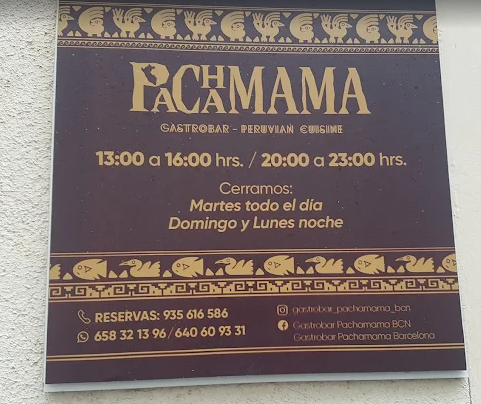 PACHAMAMA
GASTROBAR - PERUVIAN CUISINE
13:00 a 16:00 hrs. / 20:00 a 23:00 hrs.
Cerramos:
Martes todo el día
Domingo y Lunes noche
RESERVAS: 935 616 586
658 32 13 96 / 640 60 93 31
gastrobar_pachamama_bcn
Gastrobar Pachamama BCN
Gastrobar Pachamama Barcelona